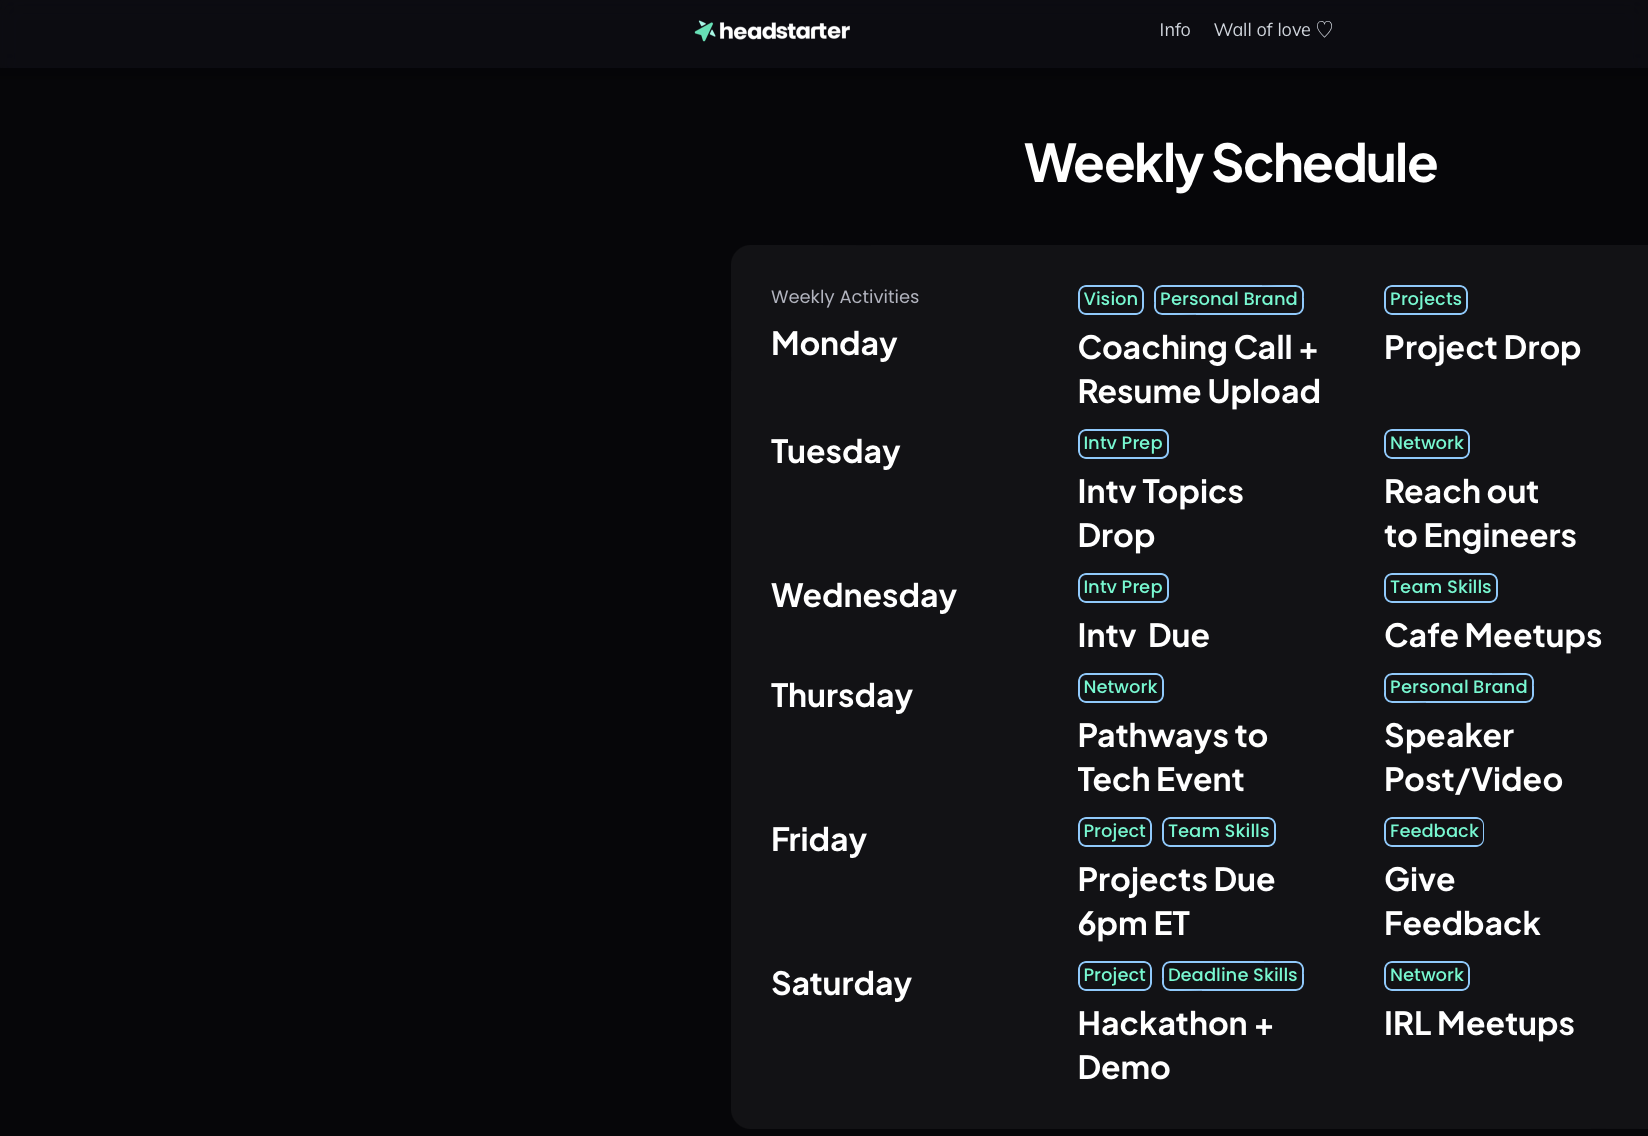 headstarter
Info
Wall of love ♡
Weekly Schedule
Weekly Activities
Monday
Vision
Personal Brand
Coaching Call +
Resume Upload
Projects
Project Drop
Tuesday
Intv Prep
Intv Topics
Drop
Network
Reach out
to Engineers
Wednesday
Intv Prep
Intv Due
Team Skills
Cafe Meetups
Thursday
Network
Pathways to
Tech Event
Personal Brand
Speaker
Post/Video
Friday
Project
Team Skills
Projects Due
6pm ET
Feedback
Give
Feedback
Saturday
Project
Deadline Skills
Hackathon +
Demo
Network
IRL Meetups